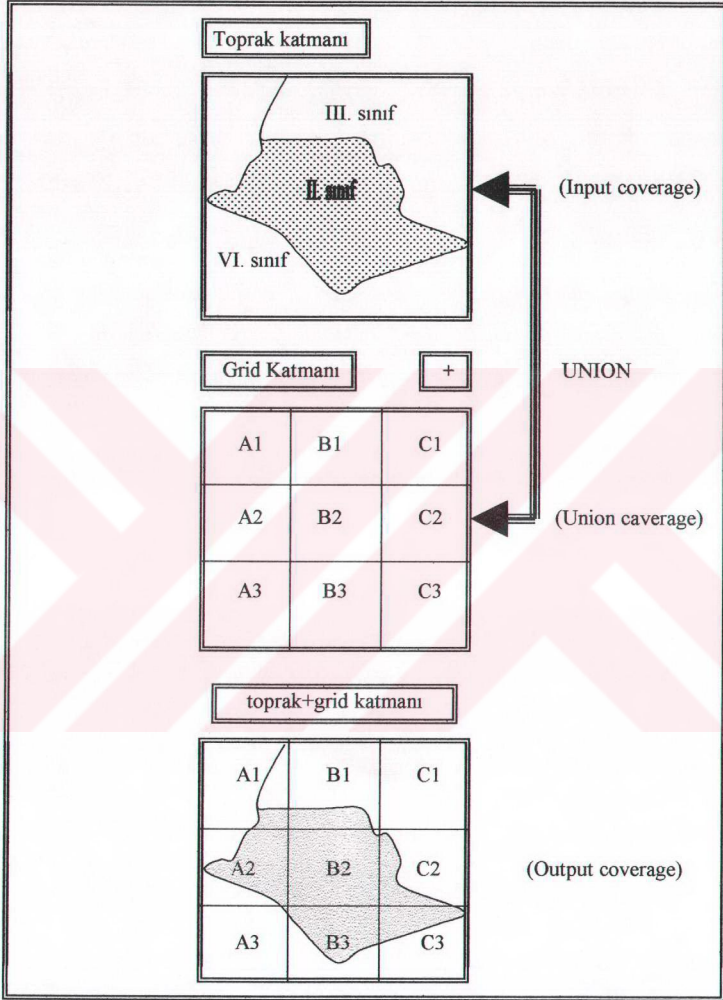 Toprak katmanı
III. sınıf
II. sınıf
(Input coverage)
VI. sınıf
Grid Katmanı
+
UNION
A1 B1 C1
A2 B2 C2
(Union caverage)
A3 B3 C3
toprak+grid katmanı
A1 B1 C1
A2 B2 C2
(Output coverage)
A3 B3 C3